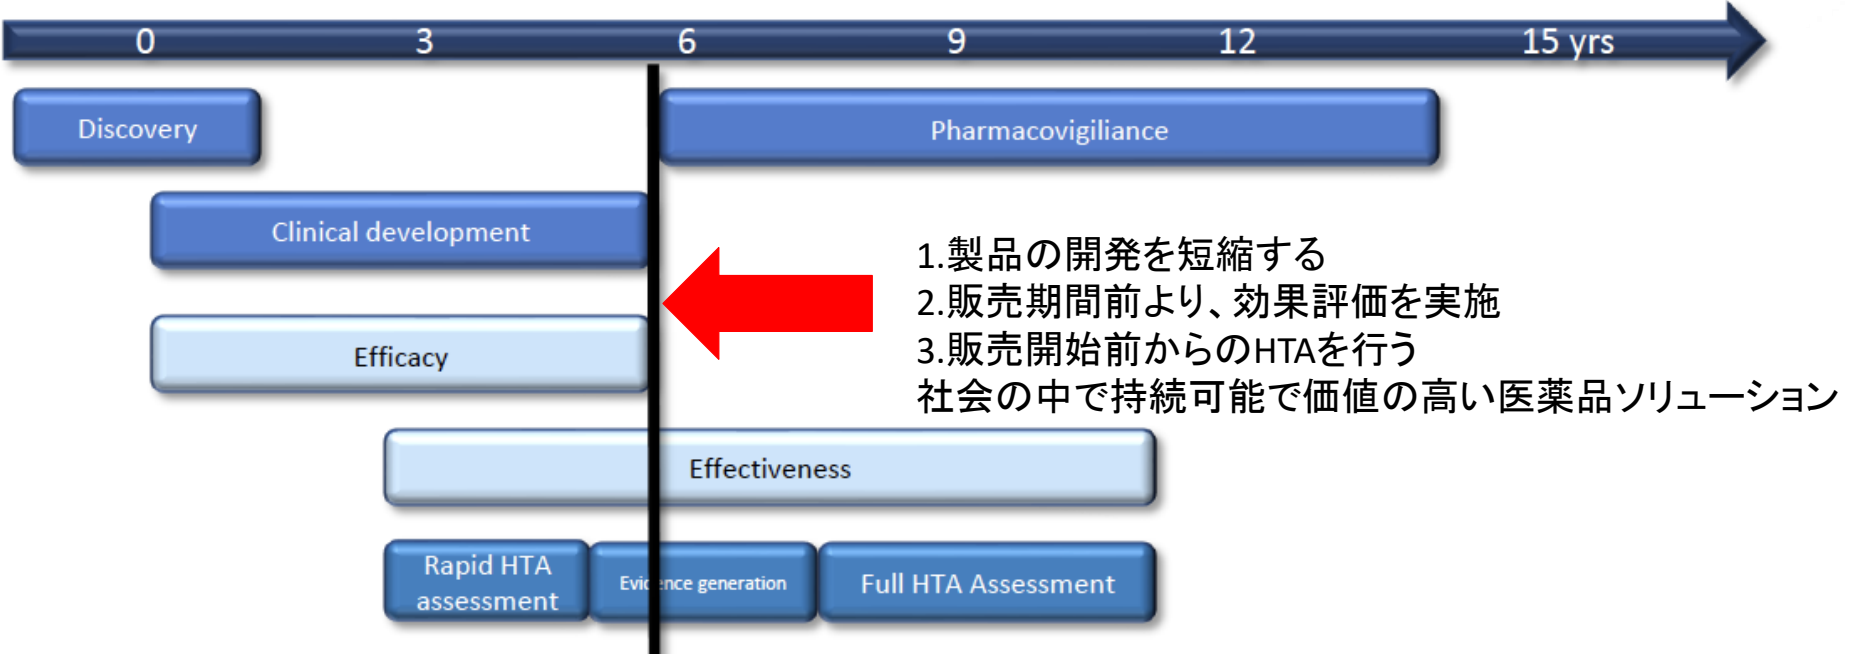 0 3 6 9 12 15 yrs
Discovery
Pharmacovigiliance
Clinical development
1.製品の開発を短縮する
2.販売期間前より、効果評価を実施
3.販売開始前からのHTAを行う
社会の中で持続可能で価値の高い医薬品ソリューション
Efficacy
Effectiveness
Rapid HTA
assessment
Evidence generation
Full HTA Assessment